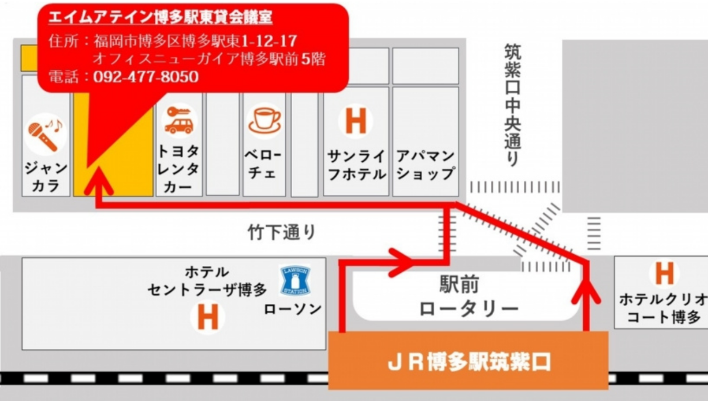 エイムアテイン博多駅東貸会議室
住所：福岡市博多区博多駅東1-12-17
オフィスニューガイア博多駅前5階
電話：092-477-8050
筑紫口中央通り
ジャン
カラ
トヨタ
レンタ
カー
ベロー
チェ
H
サンライ
フホテル
アパマン
ショップ
竹下通り
ホテル
セントラーザ博多
H
LAWSON
STATION
ローソン
駅前
ロータリー
H
ホテルクリオ
コート博多
ＪＲ博多駅筑紫口